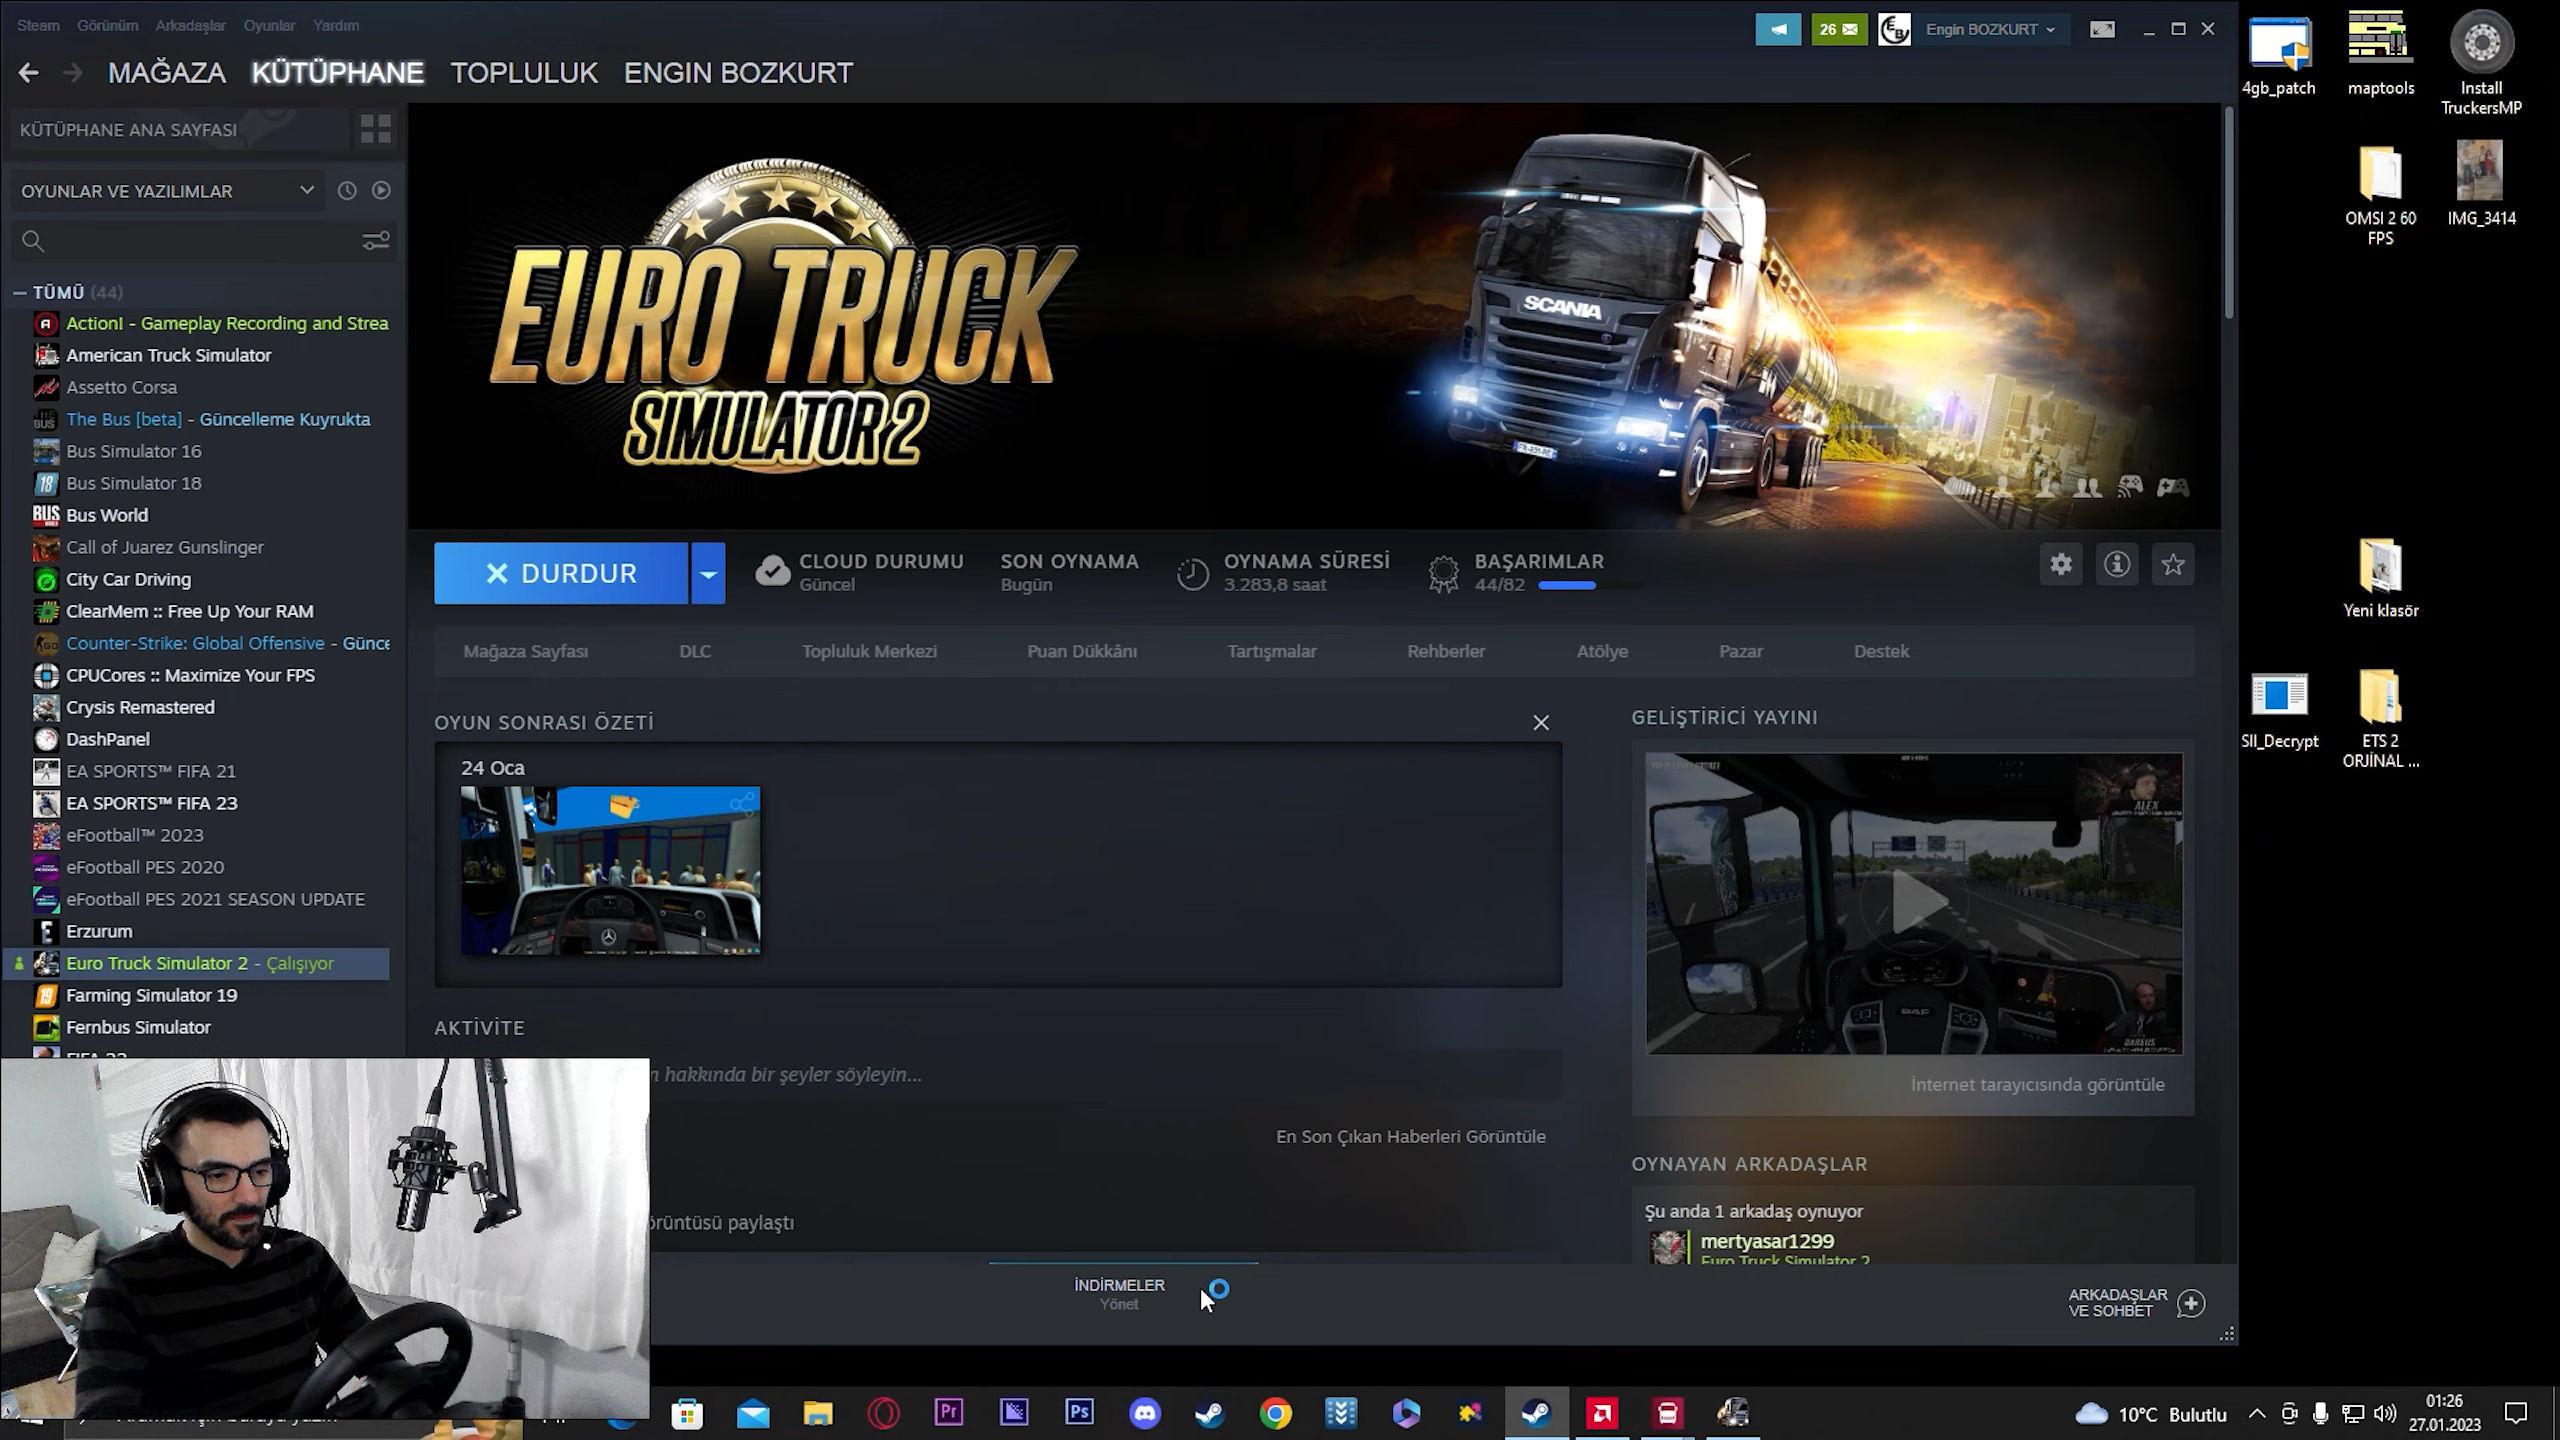 Steam Görünüm Arkadaşlar Oyunlar Yardım
26
Engin BOZKURT
MAĞAZA KÜTÜPHANE TOPLULUK ENGIN BOZKURT
KÜTÜPHANE ANA SAYFASI
OYUNLAR VE YAZILIMLAR
TÜMÜ (44)
Action! - Gameplay Recording and Strea
American Truck Simulator
Assetto Corsa
The Bus [beta] - Güncelleme Kuyrukta
Bus Simulator 16
Bus Simulator 18
Bus World
Call of Juarez Gunslinger
City Car Driving
ClearMem :: Free Up Your RAM
Counter-Strike: Global Offensive - Günce
CPUCores :: Maximize Your FPS
Crysis Remastered
DashPanel
EA SPORTS™ FIFA 21
EA SPORTS™ FIFA 23
eFootball™ 2023
eFootball PES 2020
eFootball PES 2021 SEASON UPDATE
Erzurum
Euro Truck Simulator 2 - Çalışıyor
Farming Simulator 19
Fernbus Simulator
EURO TRUCK
SIMULATOR 2
SCANIA
DURDUR
CLOUD DURUMU
Güncel
SON OYNAMA
Bugün
OYNAMA SÜRESİ
3.283,8 saat
BAŞARIMLAR
44/82
Mağaza Sayfası DLC Topluluk Merkezi Puan Dükkânı Tartışmalar Rehberler Atölye Pazar Destek
OYUN SONRASI ÖZETİ
24 Oca
AKTİVİTE
hakkında bir şeyler söyleyin...
En Son Çıkan Haberleri Görüntüle
örüntüsü paylaştı
GELİŞTİRİCİ YAYINI
ALEX
DAF
İnternet tarayıcısında görüntüle
OYNAYAN ARKADAŞLAR
Şu anda 1 arkadaş oynuyor
mertyasar1299
Euro Truck Simulator 2
İNDİRMELER
Yönet
ARKADAŞLAR
VE SOHBET
4gb_patch
maptools
Install
TruckersMP
OMSI 2 60
FPS
IMG_3414
Yeni klasör
SII_Decrypt
ETS 2
ORJİNAL ...
Pr
Ps
10°C Bulutlu
01:26
27.01.2023